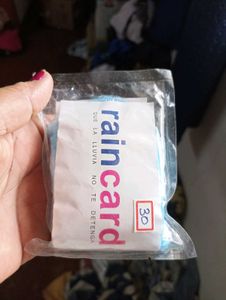 raincard
QUE LA LLUVIA NO TE DETENGA
30